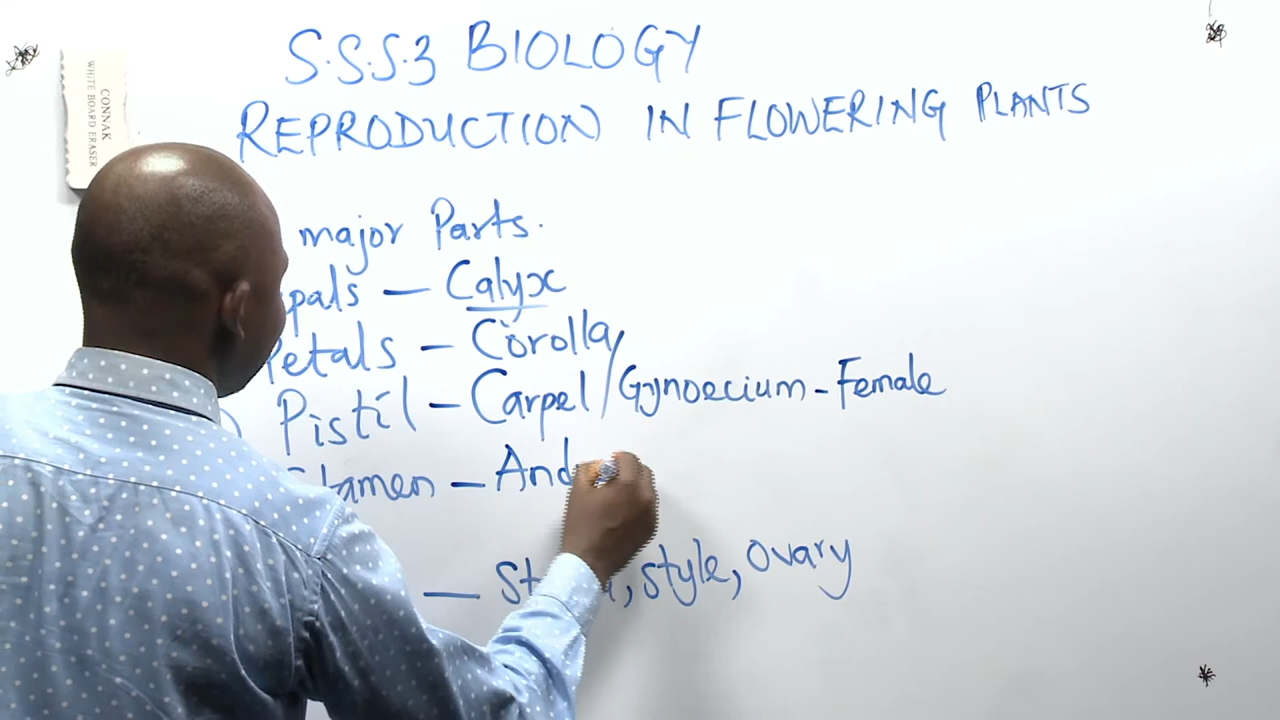 S.S.S.3 BIOLOGY
REPRODUCTION IN FLOWERING PLANTS
CONNAK
WHITE BOARD ERASER
major Parts.
pals — Calyx
Petals — Corolla
Pistil — Carpel/Gynoecium - Female
Stamen — And
— style, Ovary